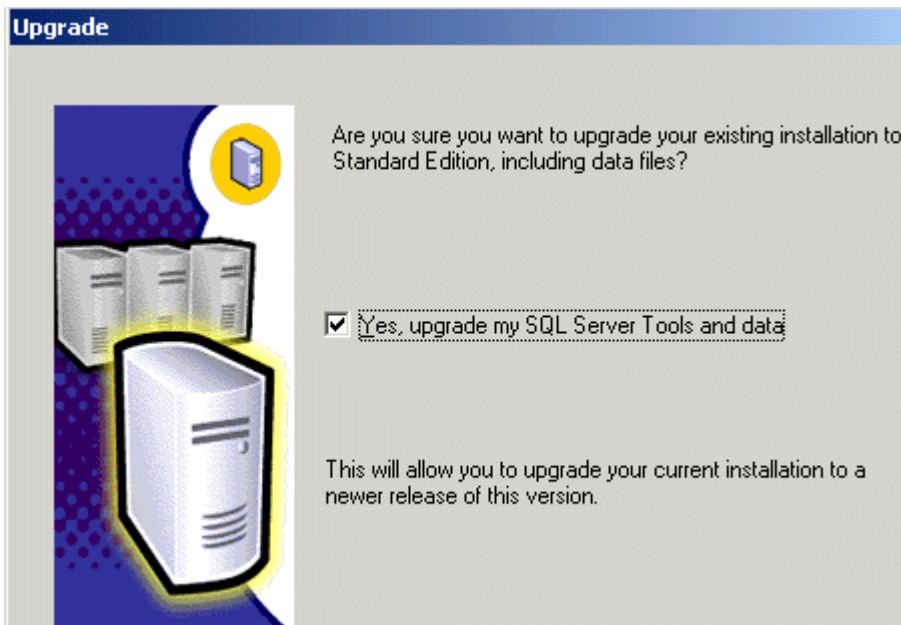 Upgrade
Are you sure you want to upgrade your existing installation to
Standard Edition, including data files?
Yes, upgrade my SQL Server Tools and data
This will allow you to upgrade your current installation to a
newer release of this version.